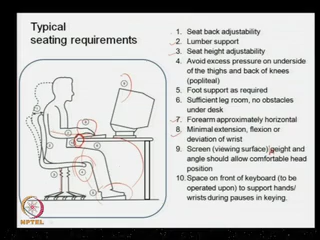 Typical
seating requirements
1. Seat back adjustability
2. Lumber support
3. Seat height adjustability
4. Avoid excess pressure on underside
of the thighs and back of knees
(popliteal)
5. Foot support as required
6. Sufficient leg room, no obstacles
under desk
7. Forearm approximately horizontal
8. Minimal extension, flexion or
deviation of wrist
9. Screen (viewing surface) height and
angle should allow comfortable head
position
10. Space on front of keyboard (to be
operated upon) to support hands/
wrists during pauses in keying.
NPTEL